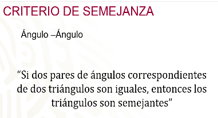 CRITERIO DE SEMEJANZA
Ángulo –Ángulo
“Si dos pares de ángulos correspondientes
de dos triángulos son iguales, entonces los
triángulos son semejantes”